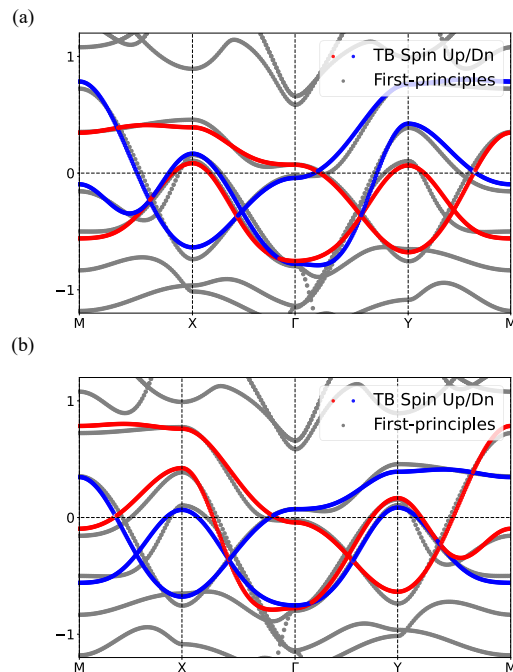 (a)
1
0
−1
TB Spin Up/Dn
First-principles
M X Γ Y M
(b)
1
0
−1
TB Spin Up/Dn
First-principles
M X Γ Y M